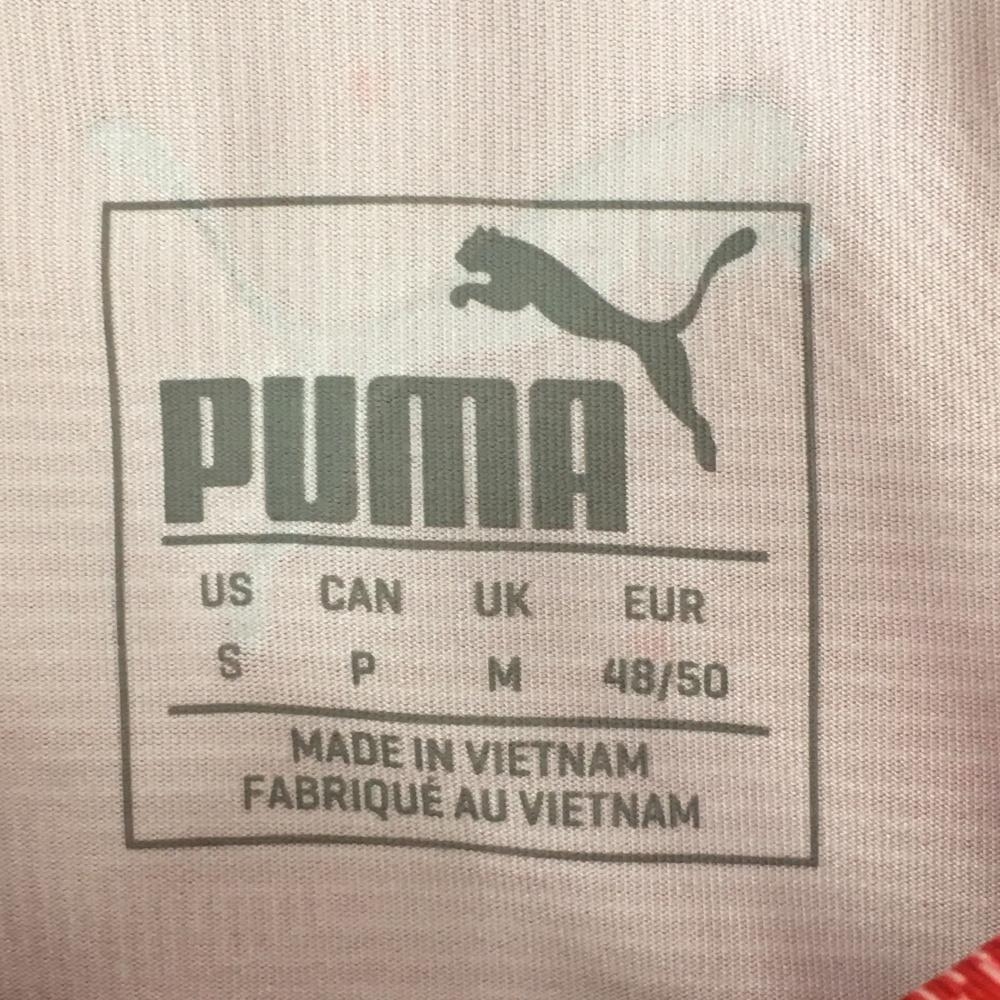 PUMA
US CAN UK EUR
S P M 48/50
MADE IN VIETNAM
FABRIQUÉ AU VIETNAM